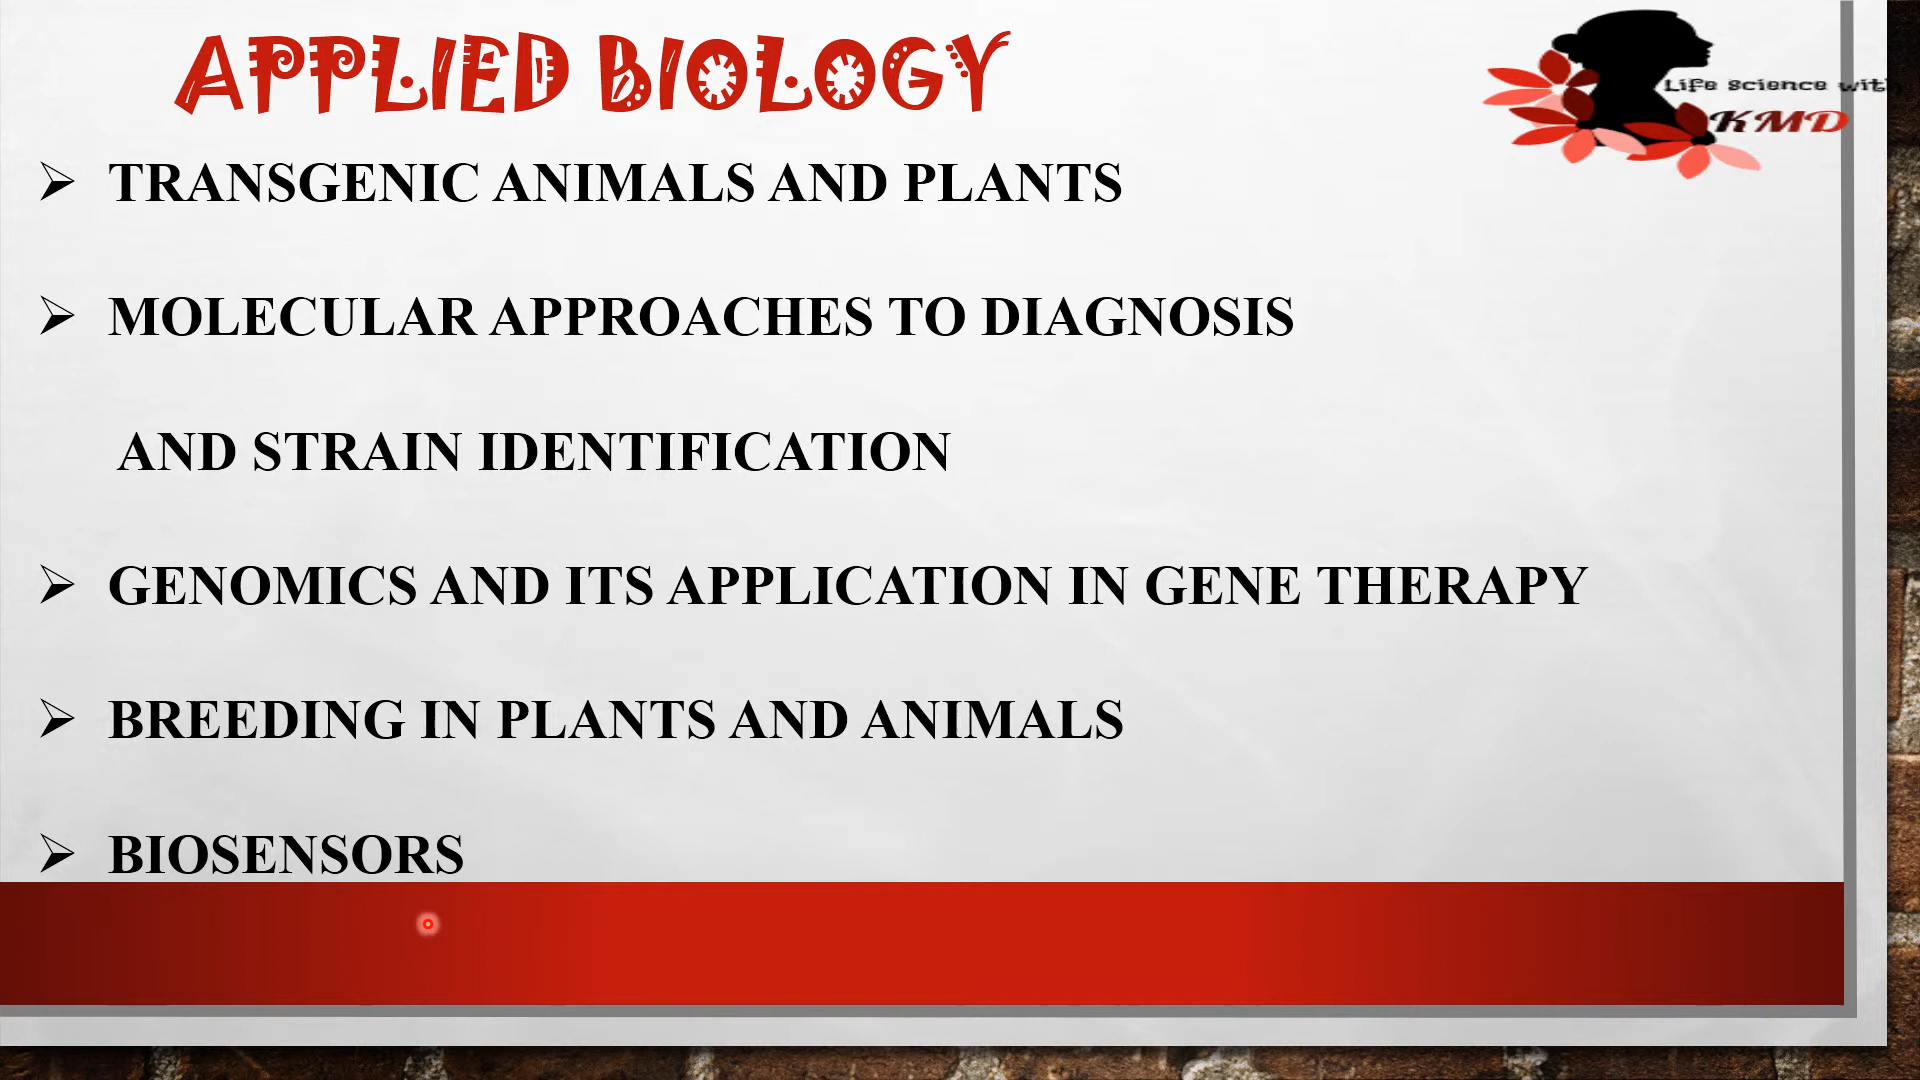 APPLIED BIOLOGY
Life science with
KMD
➢ TRANSGENIC ANIMALS AND PLANTS
➢ MOLECULAR APPROACHES TO DIAGNOSIS
AND STRAIN IDENTIFICATION
➢ GENOMICS AND ITS APPLICATION IN GENE THERAPY
➢ BREEDING IN PLANTS AND ANIMALS
➢ BIOSENSORS